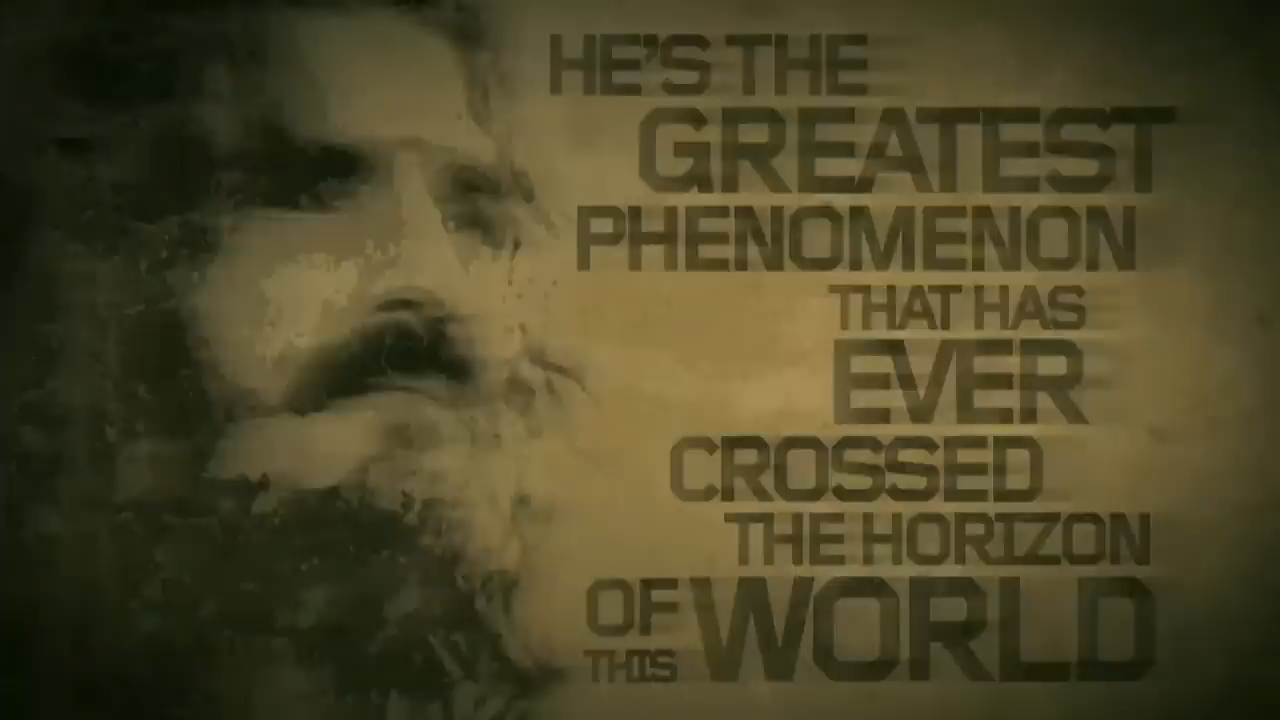 HE'S THE
GREATEST
PHENOMENON
THAT HAS
EVER
CROSSED
THE HORIZON
OF THIS WORLD